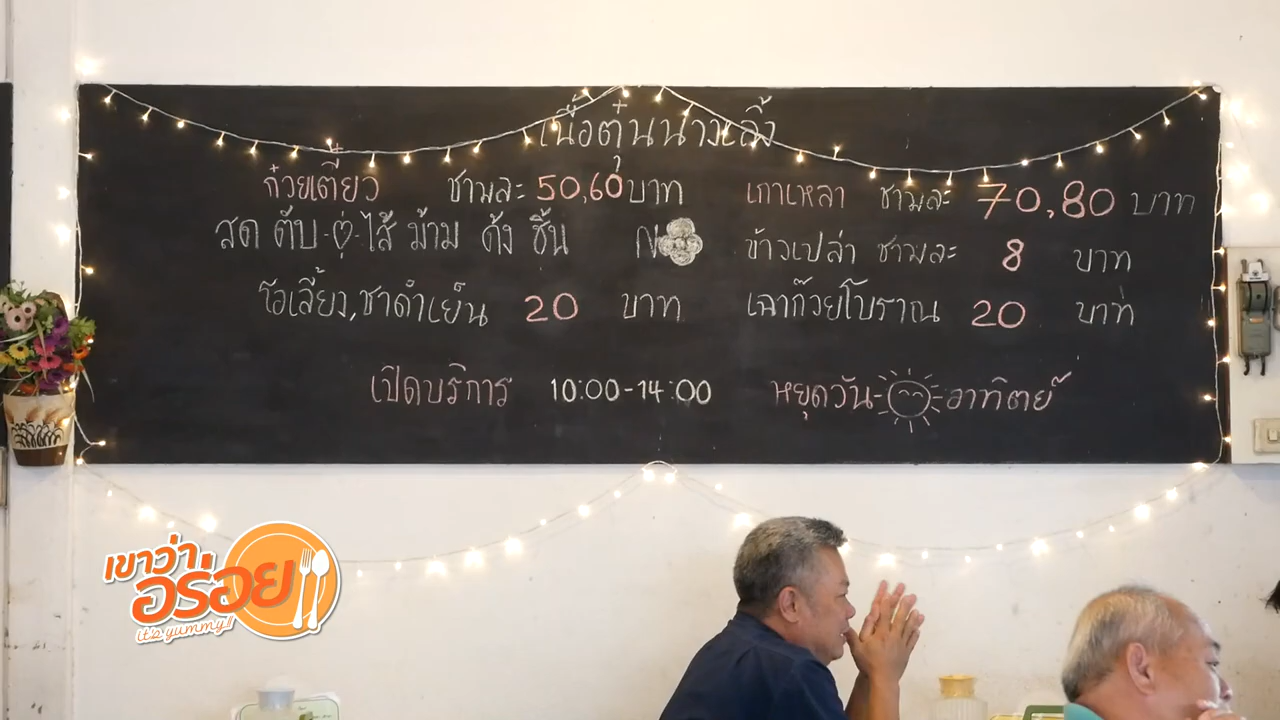 เนื้อตุ๋นนางเลิ้ง
ก๋วยเตี๋ยว ชามละ 50,60 บาท เกาเหลา ชามละ 70,80 บาท
สด ตับ ไส้ ม้าม ดั้ง ชิ้น ข้าวเปล่า ชามละ 8 บาท
โอเลี้ยง,ชาดำเย็น 20 บาท เฉาก๊วยโบราณ 20 บาท
เปิดบริการ 10:00-14:00 หยุดวัน อาทิตย์
เขาว่า
อร่อย
it's yummy!!